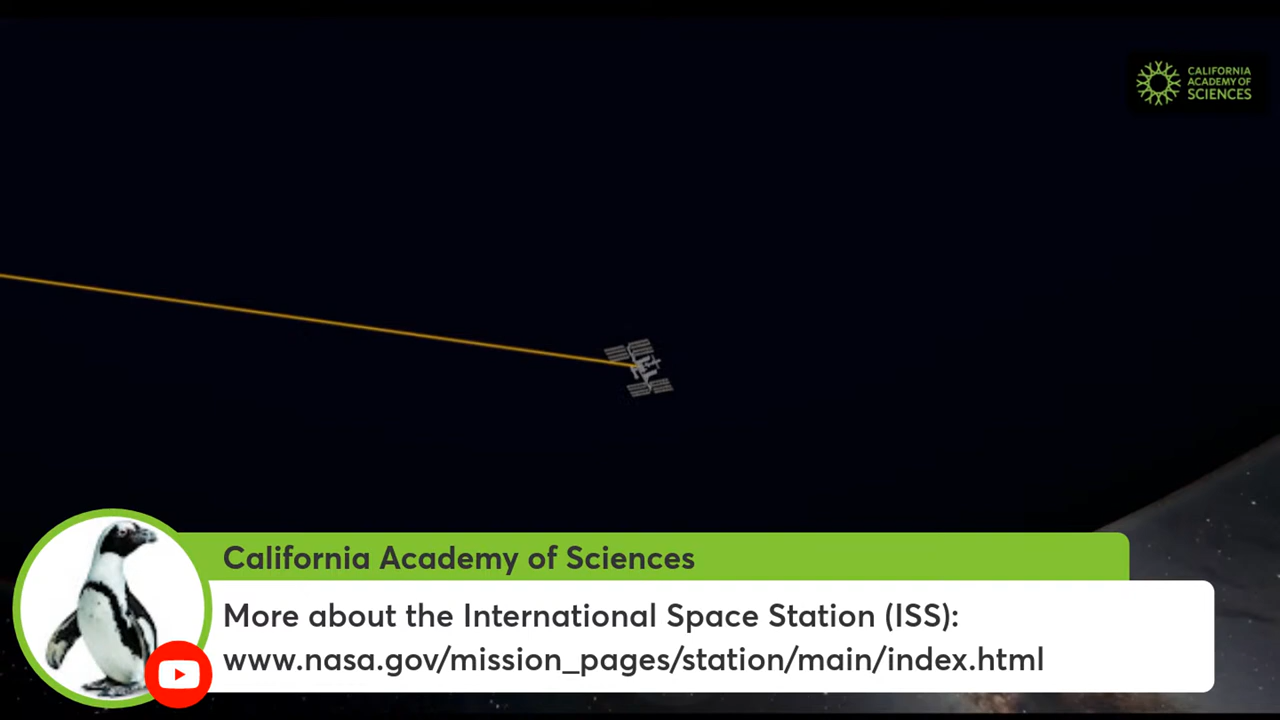 CALIFORNIA
ACADEMY OF
SCIENCES
California Academy of Sciences
More about the International Space Station (ISS):
www.nasa.gov/mission_pages/station/main/index.html